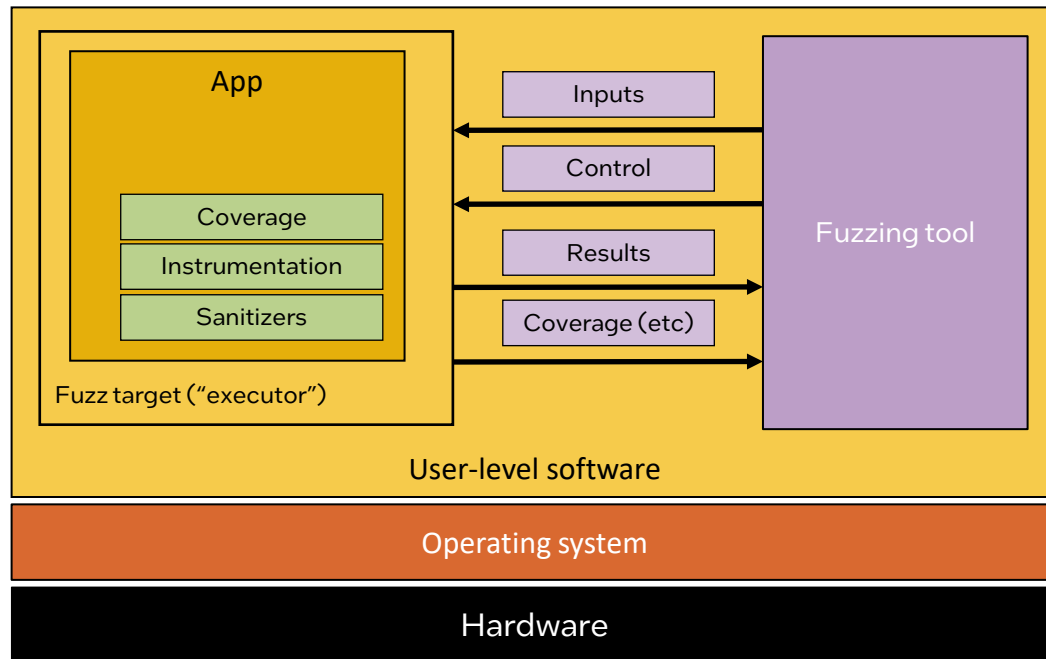 App
Coverage
Instrumentation
Sanitizers
Fuzz target (“executor”)
Inputs
Control
Results
Coverage (etc)
Fuzzing tool
User-level software
Operating system
Hardware